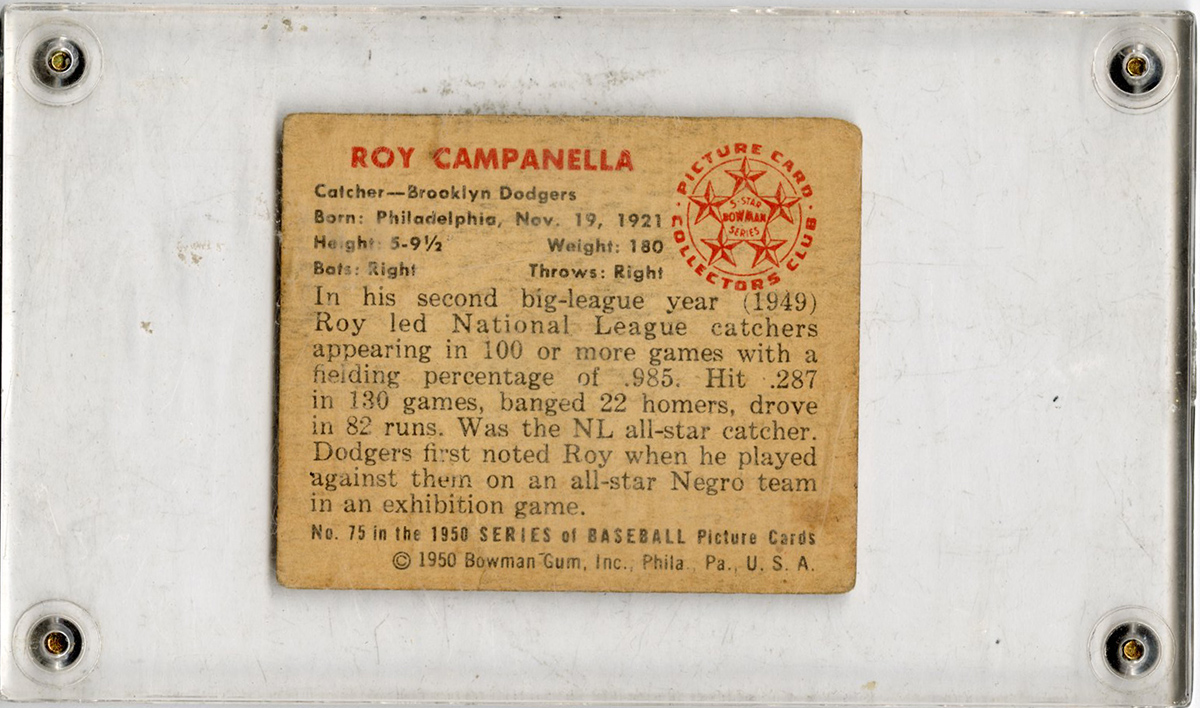 ROY CAMPANELLA
Catcher—Brooklyn Dodgers
Born: Philadelphia, Nov. 19, 1921
Height: 5-9½ Weight: 180
Bats: Right Throws: Right
· PICTURE CARD ·
COLLECTORS CLUB
5-STAR
BOWMAN
SERIES
In his second big-league year (1949)
Roy led National League catchers
appearing in 100 or more games with a
fielding percentage of .985. Hit .287
in 130 games, banged 22 homers, drove
in 82 runs. Was the NL all-star catcher.
Dodgers first noted Roy when he played
against them on an all-star Negro team
in an exhibition game.
No. 75 in the 1950 SERIES of BASEBALL Picture Cards
© 1950 Bowman Gum, Inc., Phila., Pa., U. S. A.